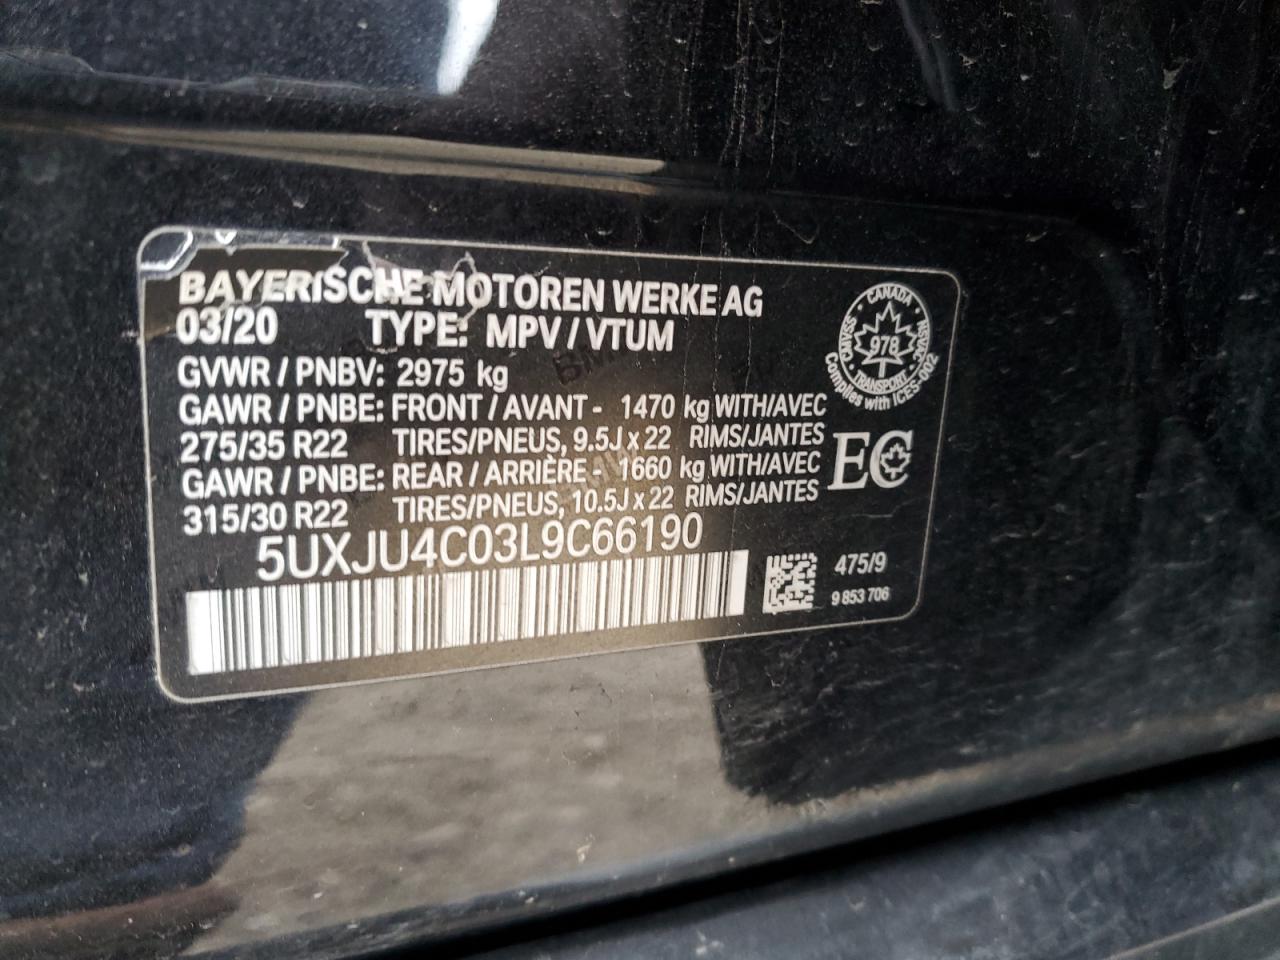 BAYERISCHE MOTOREN WERKE AG
03/20 TYPE: MPV / VTUM
GVWR / PNBV: 2975 kg
GAWR / PNBE: FRONT / AVANT - 1470 kg WITH/AVEC
275/35 R22 TIRES/PNEUS, 9.5J x 22 RIMS/JANTES
GAWR / PNBE: REAR / ARRIÈRE - 1660 kg WITH/AVEC
315/30 R22 TIRES/PNEUS, 10.5J x 22 RIMS/JANTES
5UXJU4C03L9C66190
CANADA
CMVSS
978
NSVAC
TRANSPORT
Complies with ICES-002
EC
475/9
9 853 706